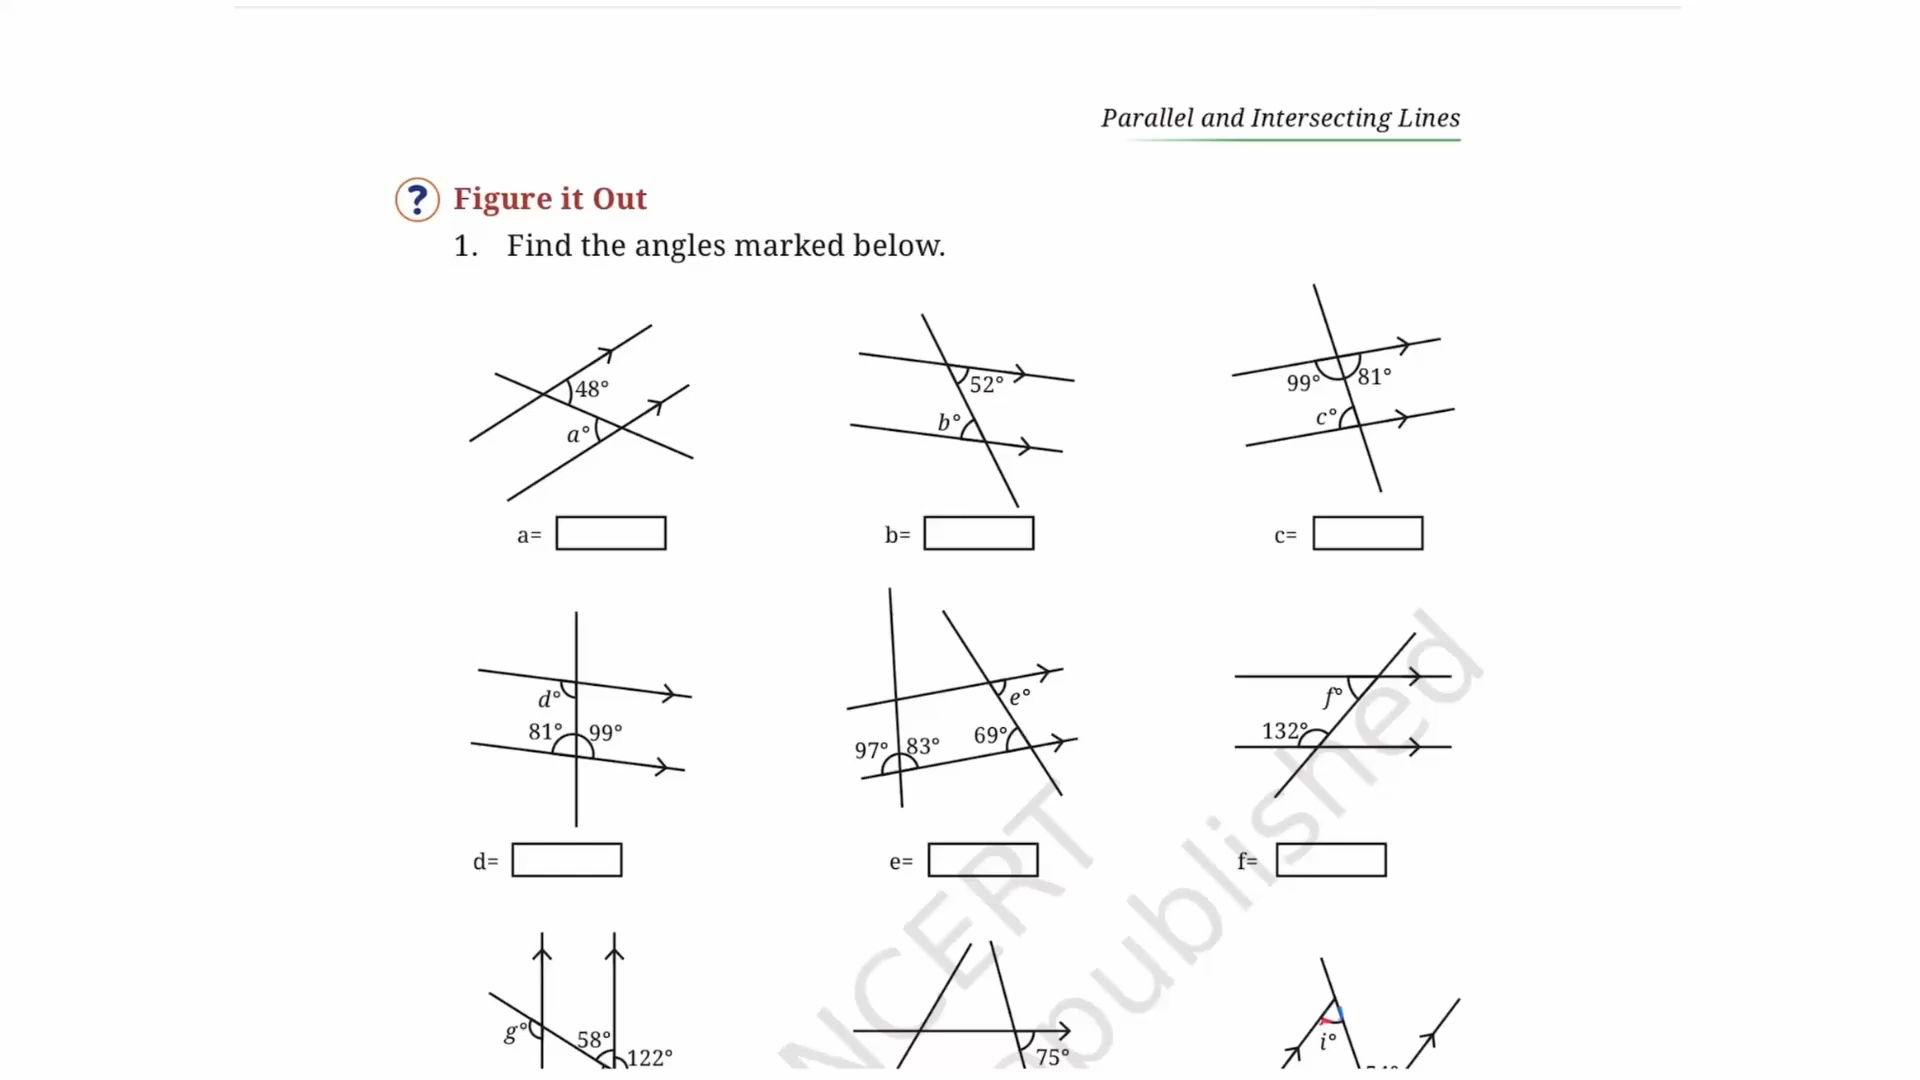 Parallel and Intersecting Lines
? Figure it Out
1. Find the angles marked below.
48°
a°
52°
b°
99° 81°
c°
a=
b=
c=
d°
81° 99°
e°
97° 83° 69°
f°
132°
d=
e=
f=
g° 58° 122°
75°
i°
NCERT
published